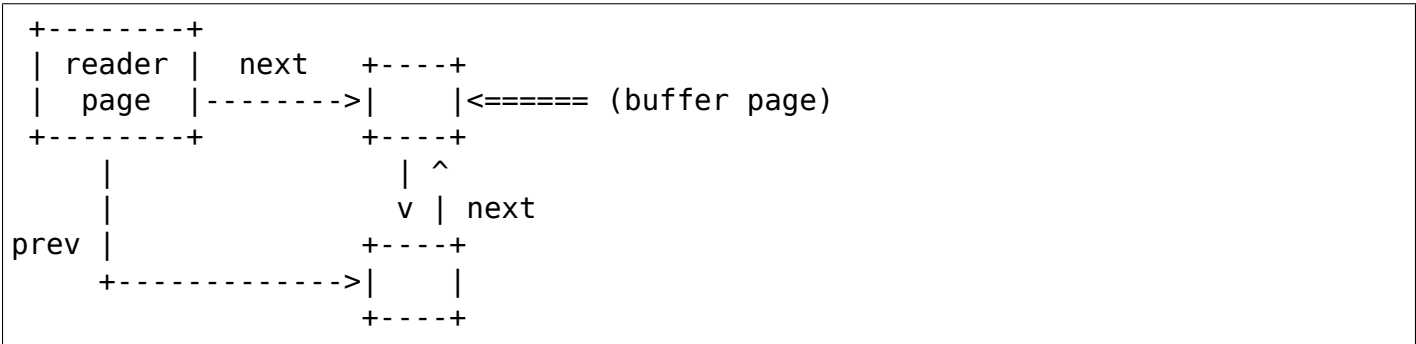 +--------+
| reader |  next   +----+
|  page  |-------->|    |<====== (buffer page)
+--------+         +----+
    |                | ^
    |                v | next
prev |              +----+
    +------------->|    |
                   +----+